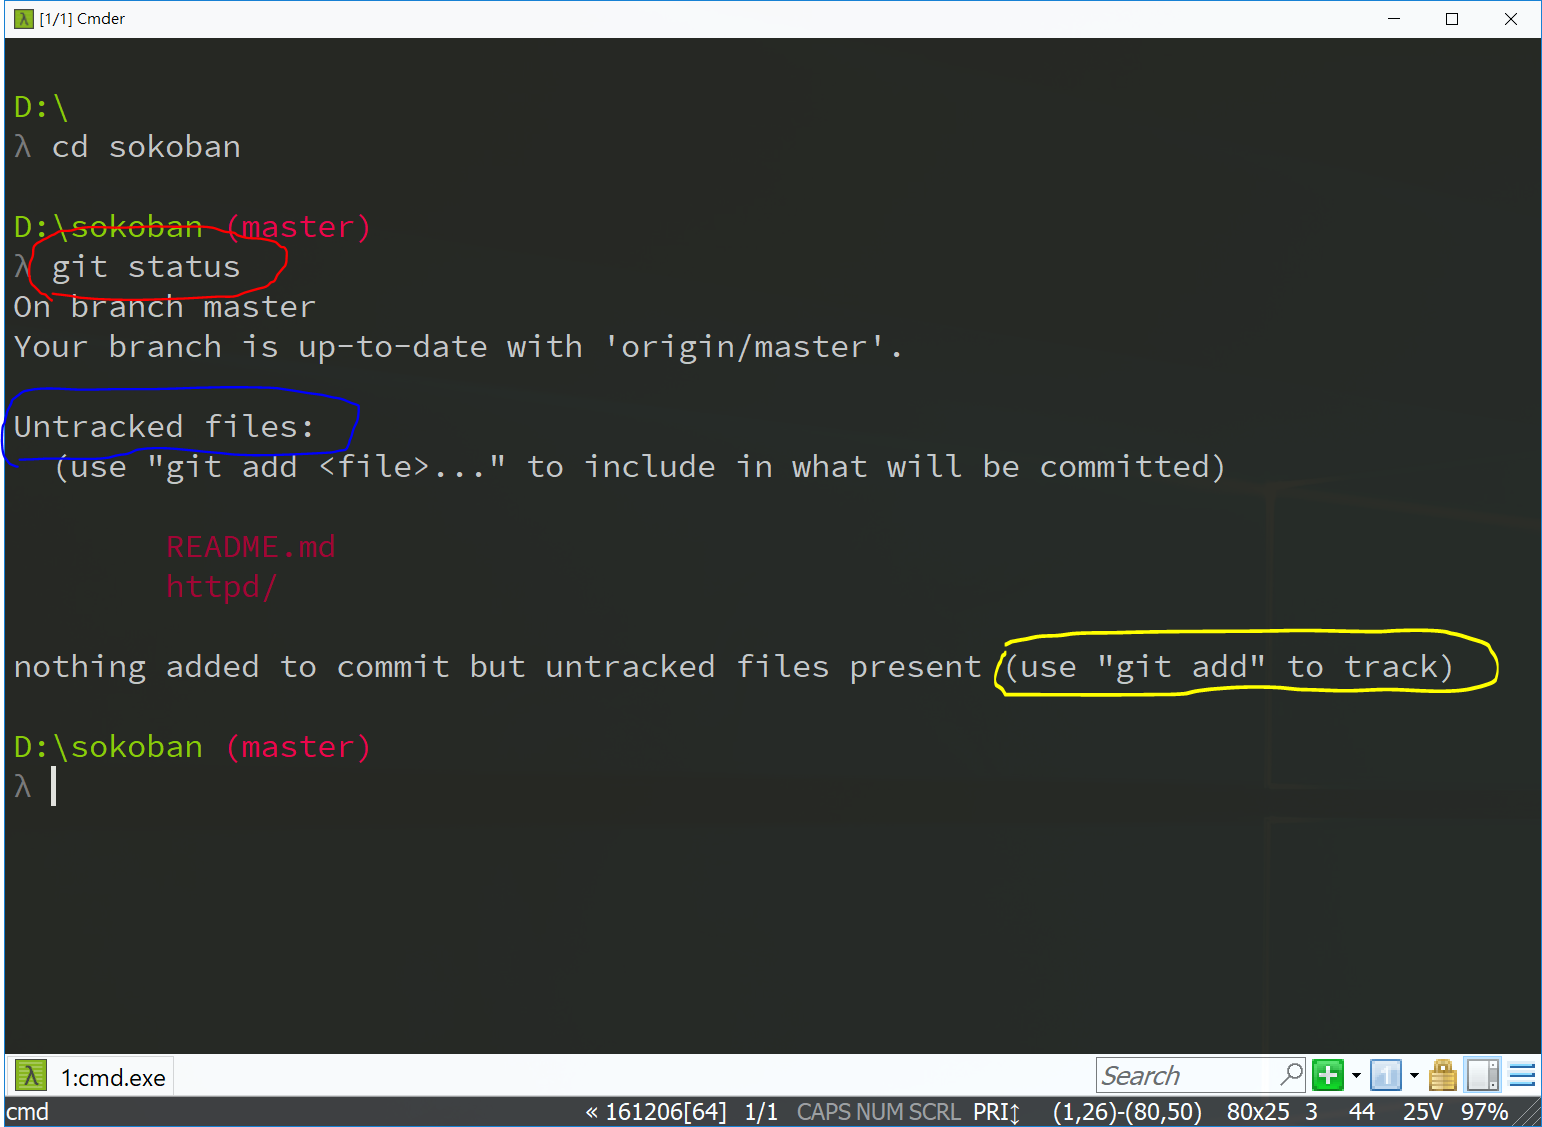 [1/1] Cmder
D:\
λ cd sokoban
D:\sokoban (master)
λ git status
On branch master
Your branch is up-to-date with 'origin/master'.
Untracked files:
(use "git add <file>..." to include in what will be committed)
README.md
httpd/
nothing added to commit but untracked files present (use "git add" to track)
D:\sokoban (master)
λ
λ 1:cmd.exe Search 1
cmd « 161206[64] 1/1 CAPS NUM SCRL PRI↕ (1,26)-(80,50) 80x25 3 44 25V 97%